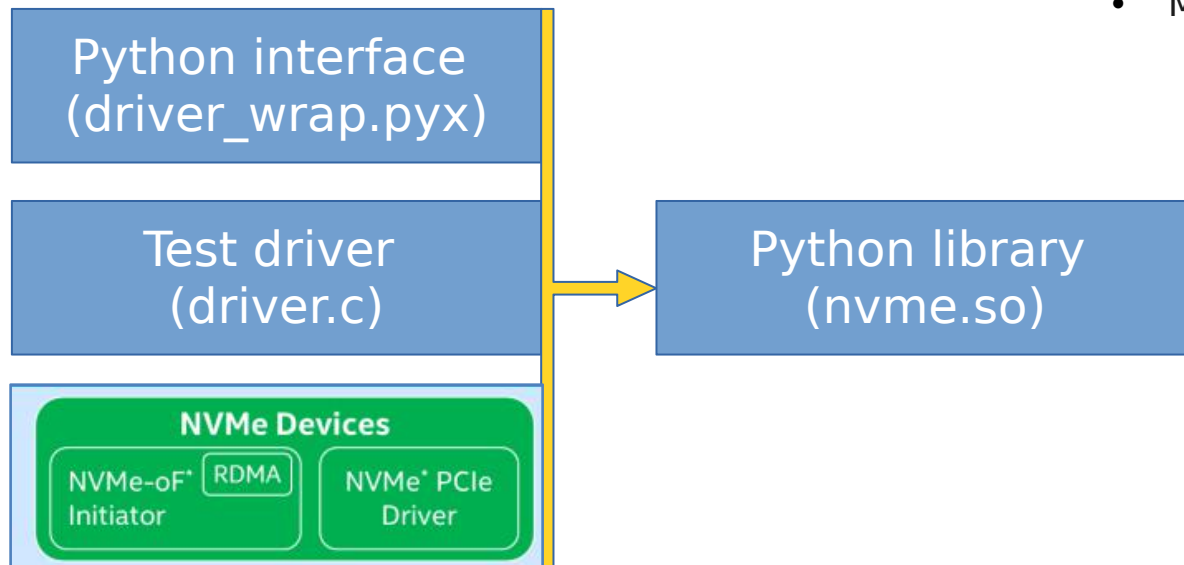 Python interface
(driver_wrap.pyx)
Test driver
(driver.c)
Python library
(nvme.so)
NVMe Devices
NVMe-oF* RDMA
Initiator
NVMe* PCIe
Driver